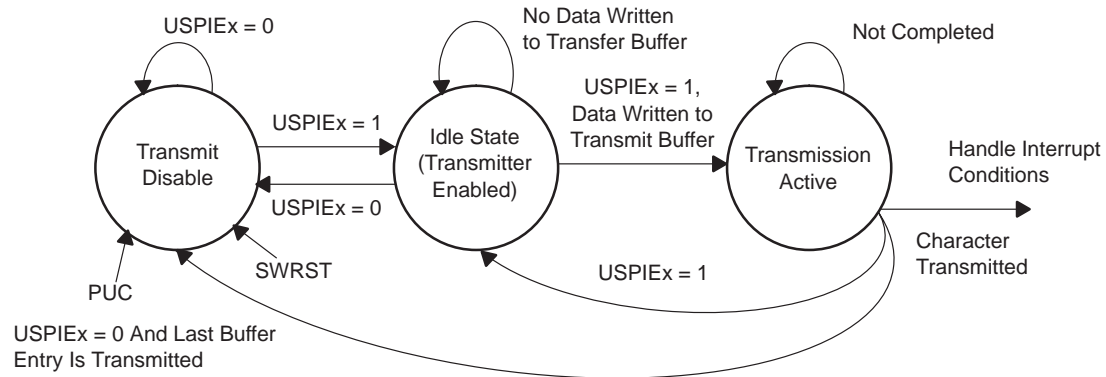 USPIEx = 0
No Data Written
to Transfer Buffer
Not Completed
USPIEx = 1
USPIEx = 1,
Data Written to
Transmit Buffer
Transmit
Disable
Idle State
(Transmitter
Enabled)
Transmission
Active
Handle Interrupt
Conditions
USPIEx = 0
SWRST
PUC
USPIEx = 1
Character
Transmitted
USPIEx = 0 And Last Buffer
Entry Is Transmitted